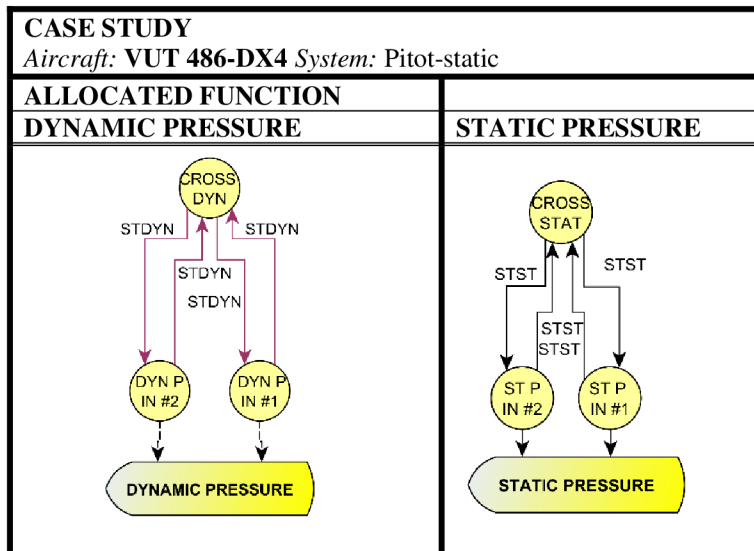 CASE STUDY
Aircraft: VUT 486-DX4 System: Pitot-static
ALLOCATED FUNCTION
DYNAMIC PRESSURE
STATIC PRESSURE
CROSS
DYN
STDYN
STDYN
STDYN
STDYN
DYN P
IN #2
DYN P
IN #1
DYNAMIC PRESSURE
CROSS
STAT
STST
STST
STST
STST
ST P
IN #2
ST P
IN #1
STATIC PRESSURE